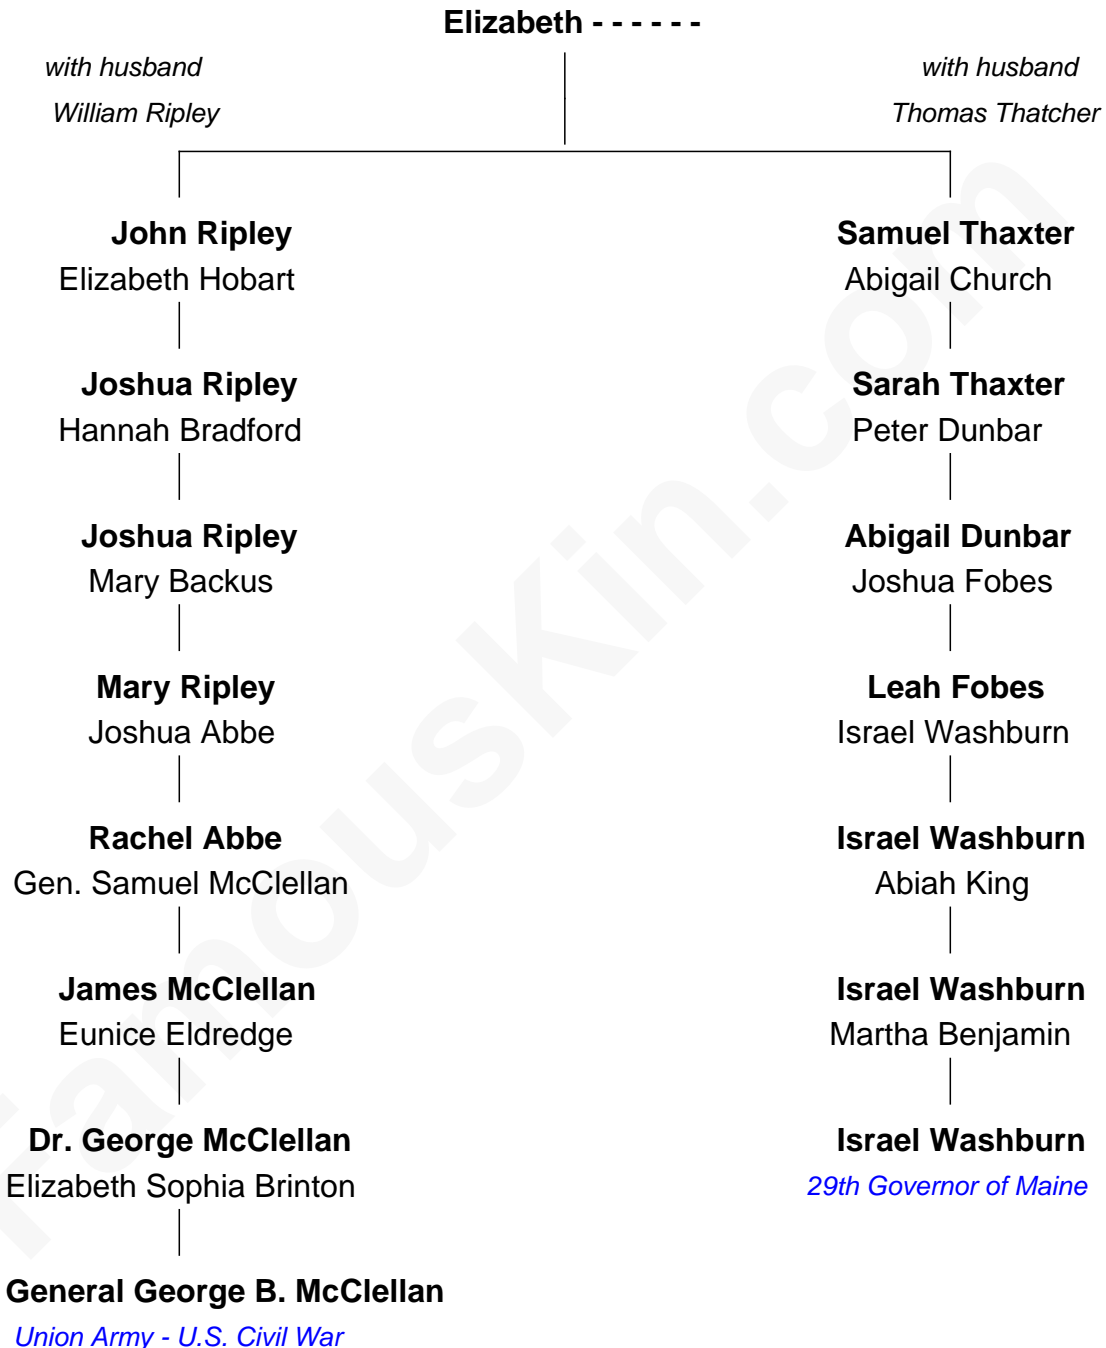 Elizabeth - - - - - -
with husband
William Ripley
with husband
Thomas Thatcher
John Ripley
Elizabeth Hobart
Samuel Thaxter
Abigail Church
Joshua Ripley
Hannah Bradford
Sarah Thaxter
Peter Dunbar
Joshua Ripley
Mary Backus
Abigail Dunbar
Joshua Fobes
Mary Ripley
Joshua Abbe
Leah Fobes
Israel Washburn
Rachel Abbe
Gen. Samuel McClellan
Israel Washburn
Abiah King
James McClellan
Eunice Eldredge
Israel Washburn
Martha Benjamin
Dr. George McClellan
Elizabeth Sophia Brinton
Israel Washburn
29th Governor of Maine
General George B. McClellan
Union Army - U.S. Civil War
FamousKin.com